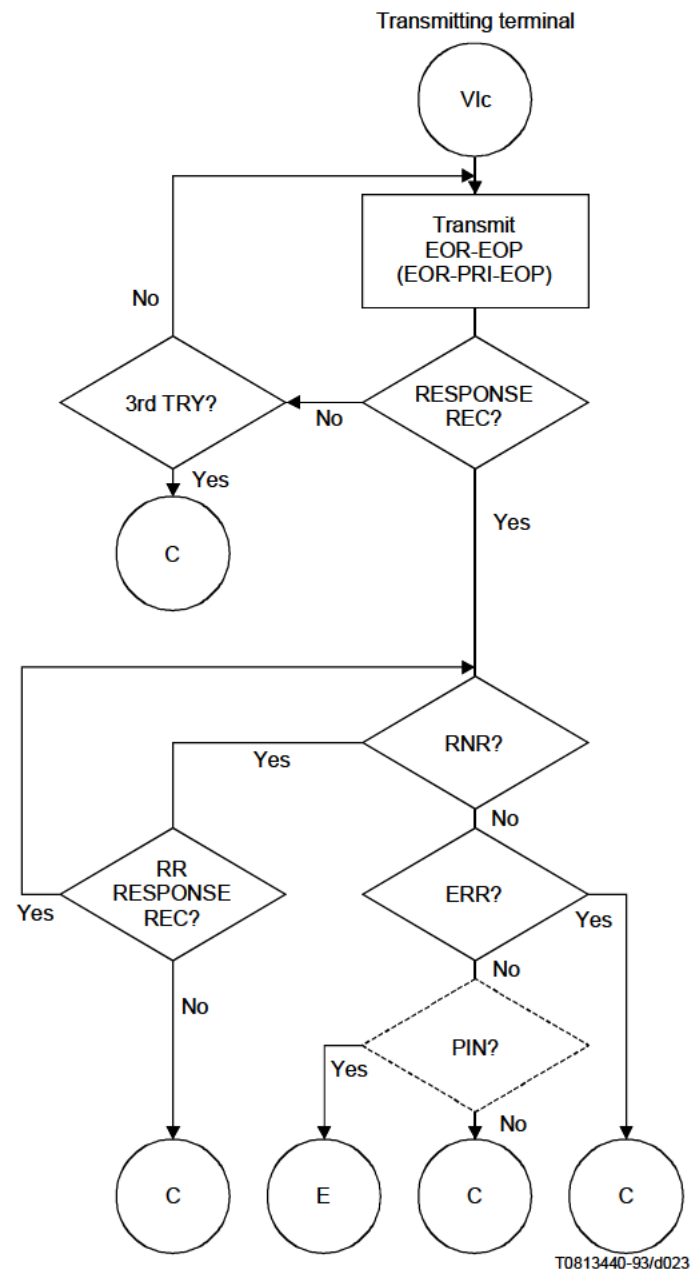 Transmitting terminal
VIc
Transmit
EOR-EOP
(EOR-PRI-EOP)
No
3rd TRY?
No
RESPONSE
REC?
Yes
Yes
C
RNR?
Yes
No
RR
RESPONSE
REC?
Yes
ERR?
Yes
No
No
PIN?
Yes
No
C
E
C
C
T0813440-93/d023